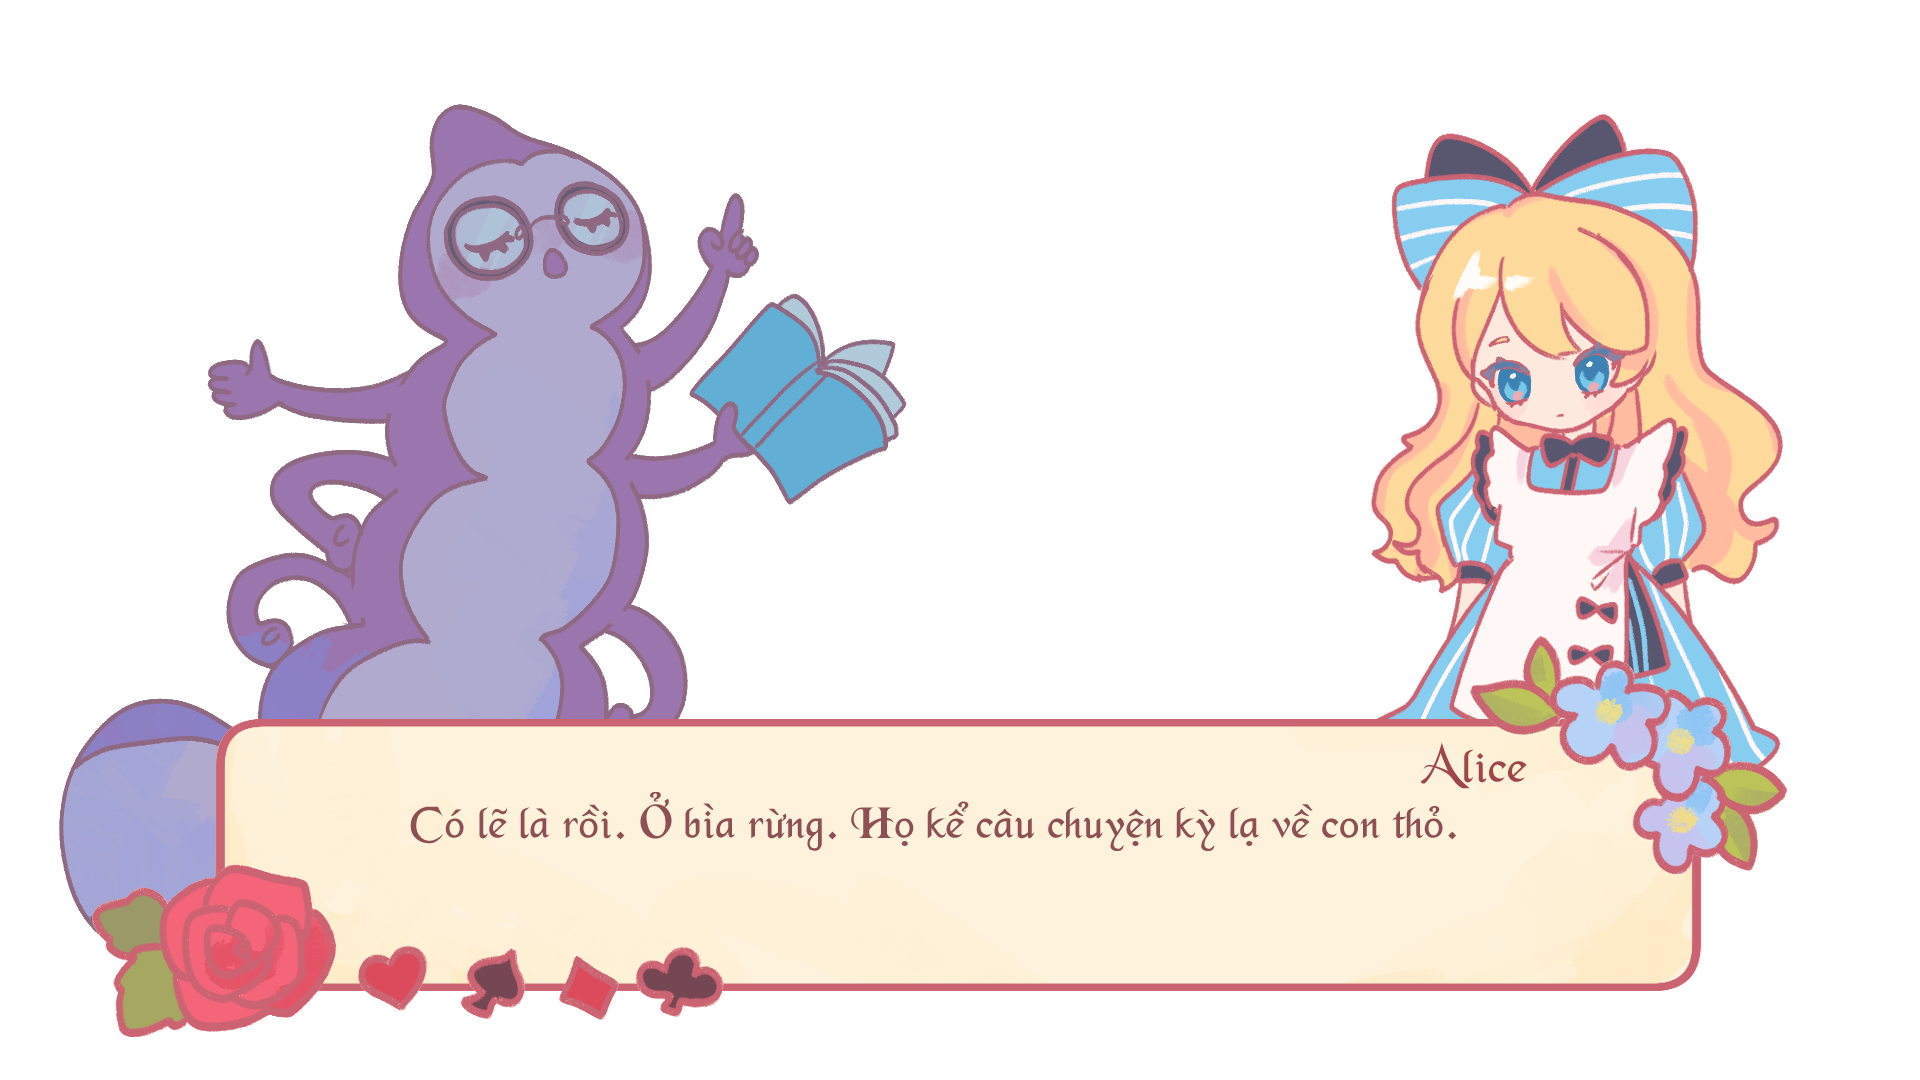 Alice
Có lẽ là rồi. Ở bìa rừng. Họ kể câu chuyện kỳ lạ về con thỏ.